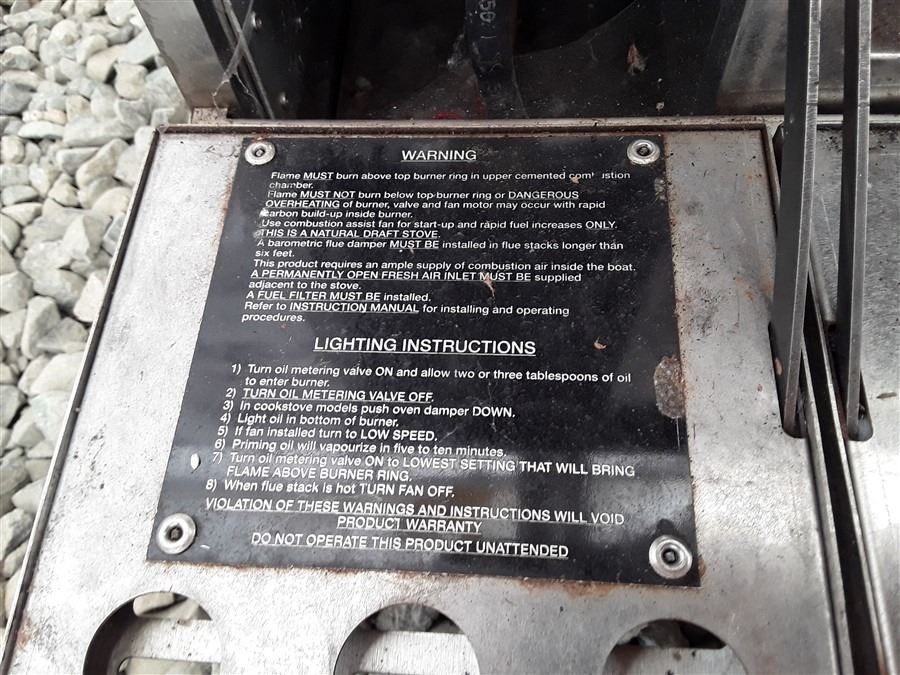 50
WARNING
Flame MUST burn above top burner ring in upper cemented combustion
chamber.
Flame MUST NOT burn below top burner ring or DANGEROUS
OVERHEATING of burner, valve and fan motor may occur with rapid
carbon build-up inside burner.
Use combustion assist fan for start-up and rapid fuel increases ONLY.
THIS IS A NATURAL DRAFT STOVE.
A barometric flue damper MUST BE installed in flue stacks longer than
six feet.
This product requires an ample supply of combustion air inside the boat.
A PERMANENTLY OPEN FRESH AIR INLET MUST BE supplied
adjacent to the stove.
A FUEL FILTER MUST BE installed.
Refer to INSTRUCTION MANUAL for installing and operating
procedures.
LIGHTING INSTRUCTIONS
1) Turn oil metering valve ON and allow two or three tablespoons of oil
to enter burner.
2) TURN OIL METERING VALVE OFF.
3) In cookstove models push oven damper DOWN.
4) Light oil in bottom of burner.
5) If fan installed turn to LOW SPEED.
6) Priming oil will vapourize in five to ten minutes.
7) Turn oil metering valve ON to LOWEST SETTING THAT WILL BRING
FLAME ABOVE BURNER RING.
8) When flue stack is hot TURN FAN OFF.
VIOLATION OF THESE WARNINGS AND INSTRUCTIONS WILL VOID
PRODUCT WARRANTY
DO NOT OPERATE THIS PRODUCT UNATTENDED